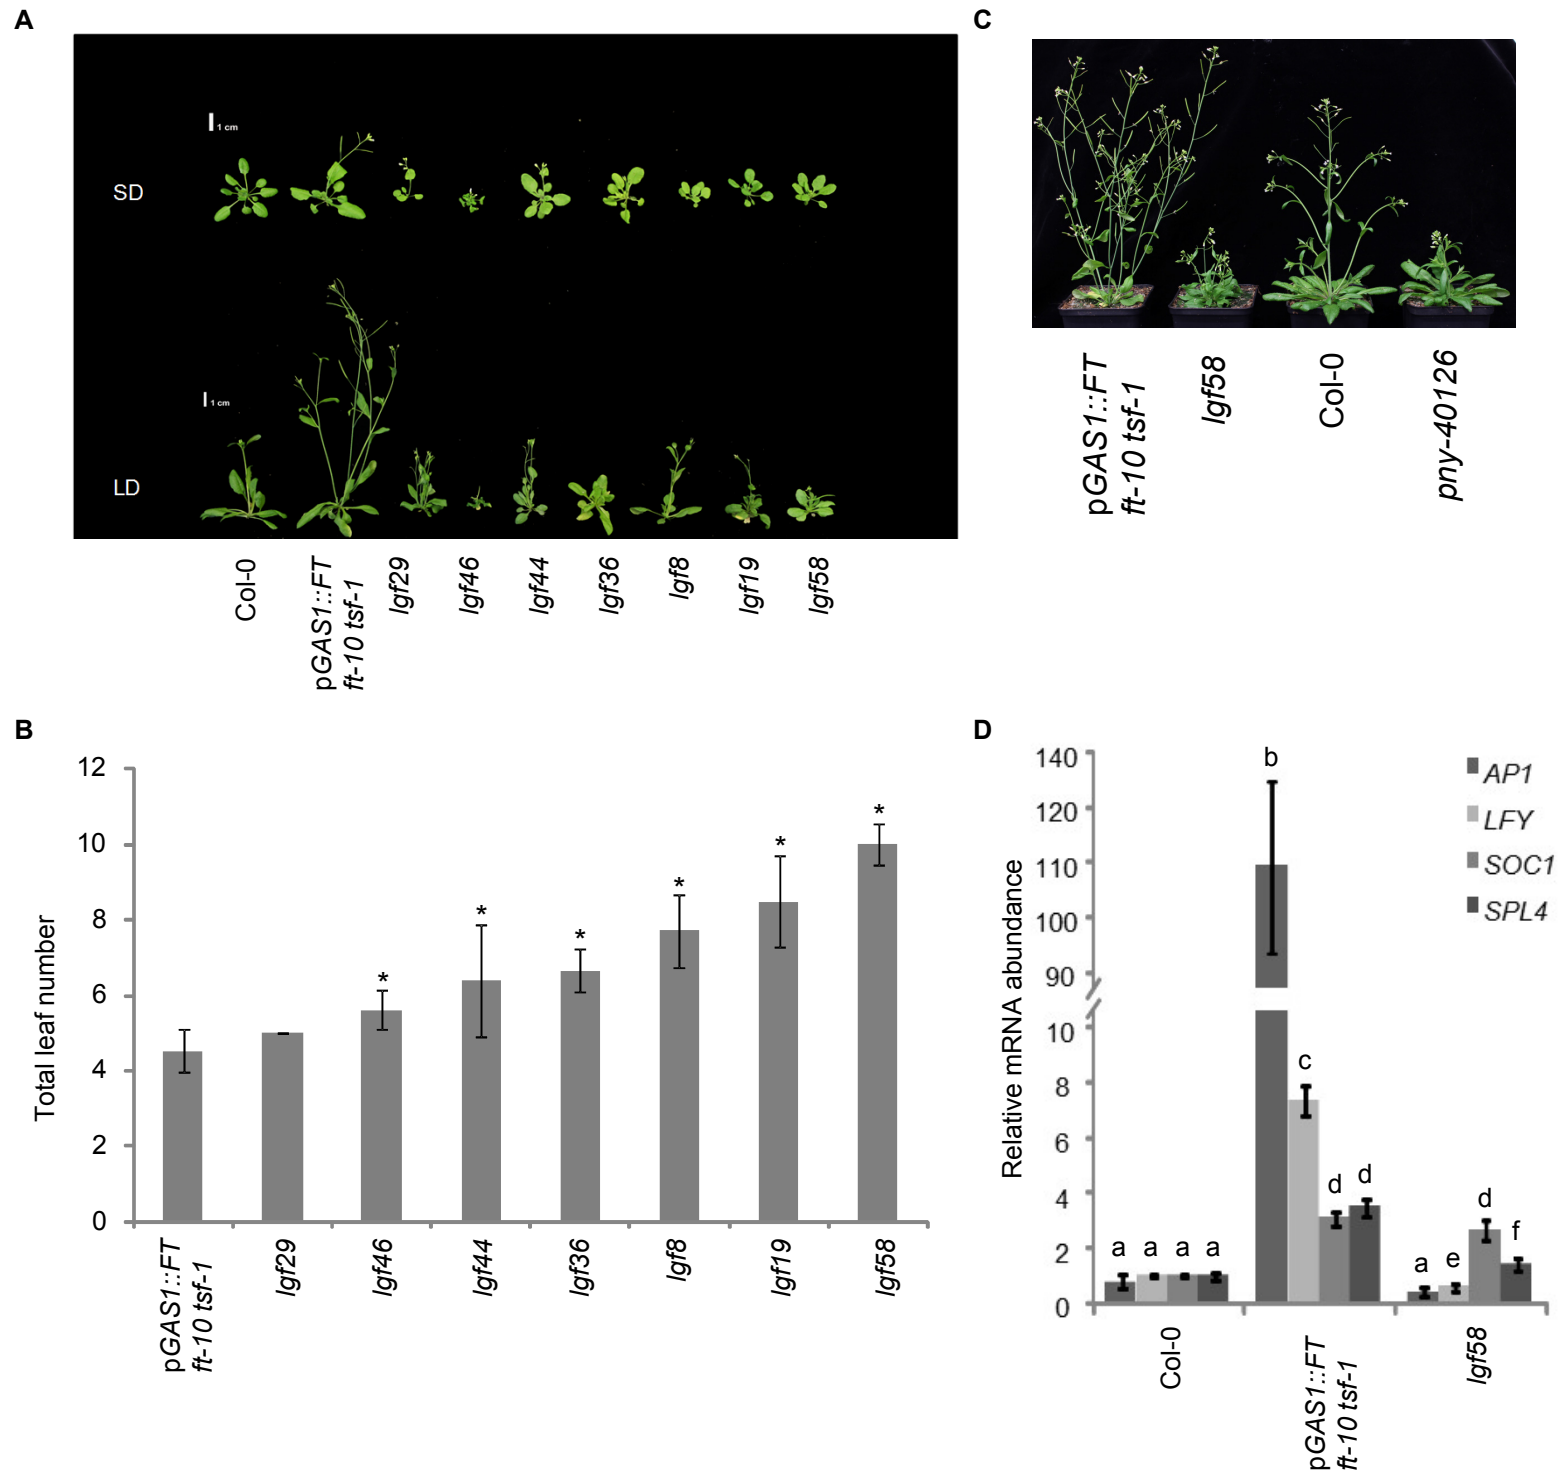 A
1 cm
SD
1 cm
LD
Col-0
pGAS1::FT
ft-10 tsf-1
lgf29
lgf46
lgf44
lgf36
lgf8
lgf19
lgf58
C
pGAS1::FT
ft-10 tsf-1
lgf58
Col-0
pny-40126
B
12
10
8
6
4
2
0
Total leaf number
*
*
*
*
*
*
pGAS1::FT
ft-10 tsf-1
lgf29
lgf46
lgf44
lgf36
lgf8
lgf19
lgf58
D
140
120
110
100
90
10
8
6
4
2
0
Relative mRNA abundance
AP1
LFY
SOC1
SPL4
a a a a
b
c
d d
a e d f
Col-0
pGAS1::FT
ft-10 tsf-1
lgf58